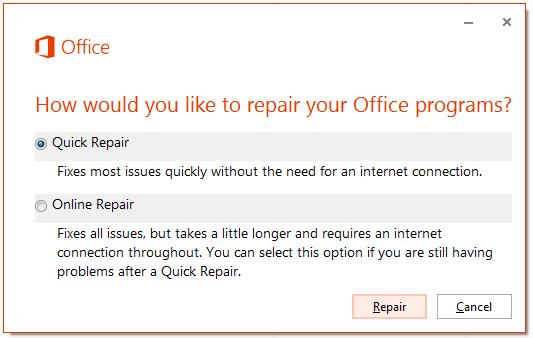 Office
How would you like to repair your Office programs?
Quick Repair
Fixes most issues quickly without the need for an internet connection.
Online Repair
Fixes all issues, but takes a little longer and requires an internet
connection throughout. You can select this option if you are still having
problems after a Quick Repair.
Repair Cancel